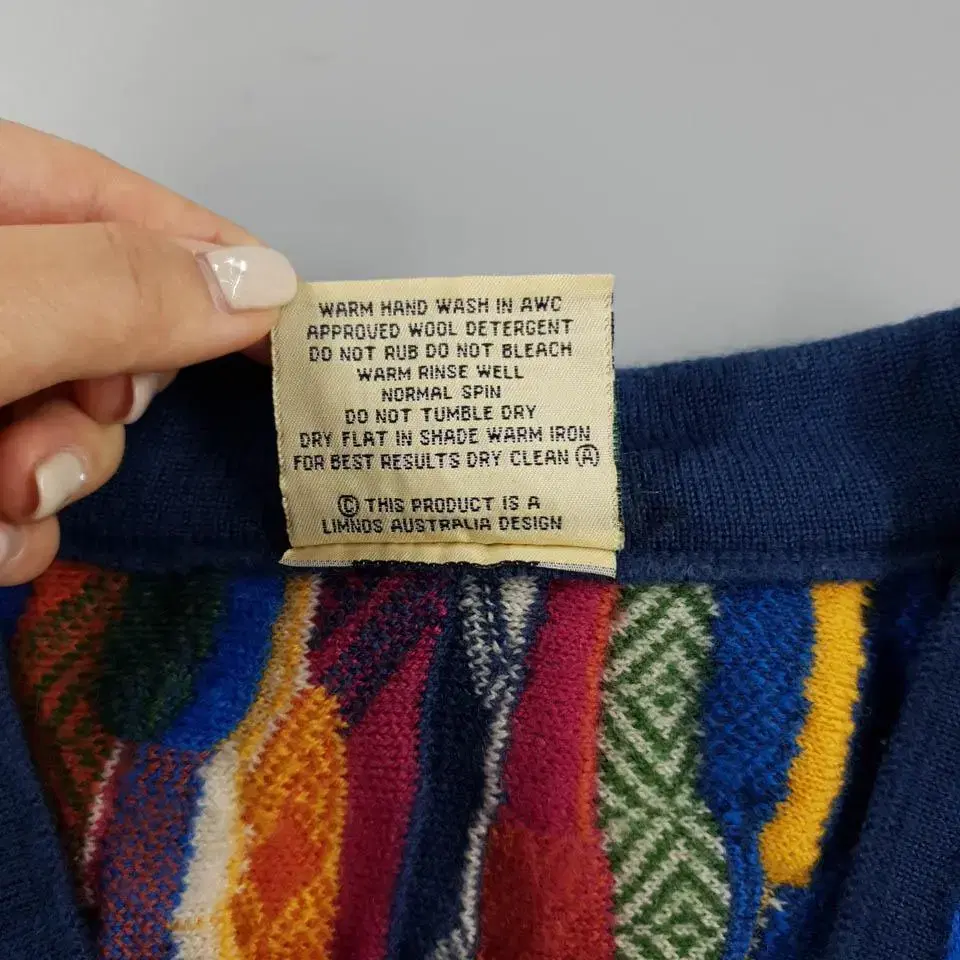 WARM HAND WASH IN AWC
APPROVED WOOL DETERGENT
DO NOT RUB DO NOT BLEACH
WARM RINSE WELL
NORMAL SPIN
DO NOT TUMBLE DRY
DRY FLAT IN SHADE WARM IRON
FOR BEST RESULTS DRY CLEAN Ⓐ
© THIS PRODUCT IS A
LIMNOS AUSTRALIA DESIGN